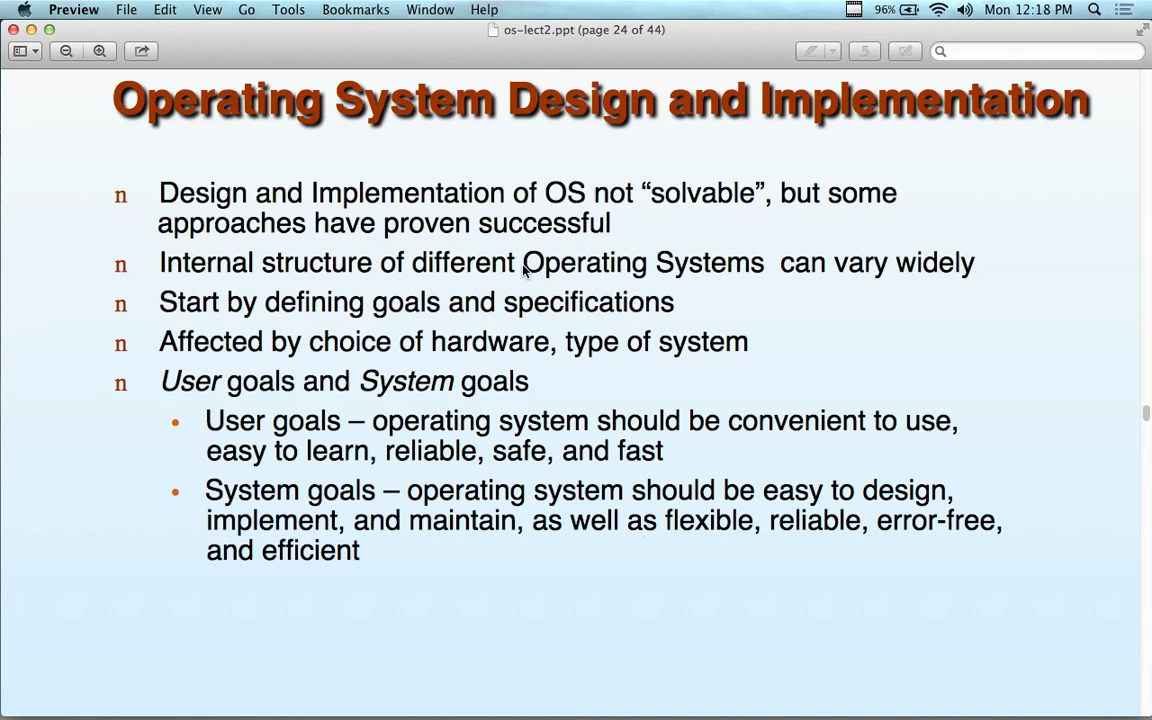 Preview File Edit View Go Tools Bookmarks Window Help 96% Mon 12:18 PM
os-lect2.ppt (page 24 of 44)
Operating System Design and Implementation
n Design and Implementation of OS not “solvable”, but some
approaches have proven successful
n Internal structure of different Operating Systems can vary widely
n Start by defining goals and specifications
n Affected by choice of hardware, type of system
n User goals and System goals
• User goals – operating system should be convenient to use,
easy to learn, reliable, safe, and fast
• System goals – operating system should be easy to design,
implement, and maintain, as well as flexible, reliable, error-free,
and efficient